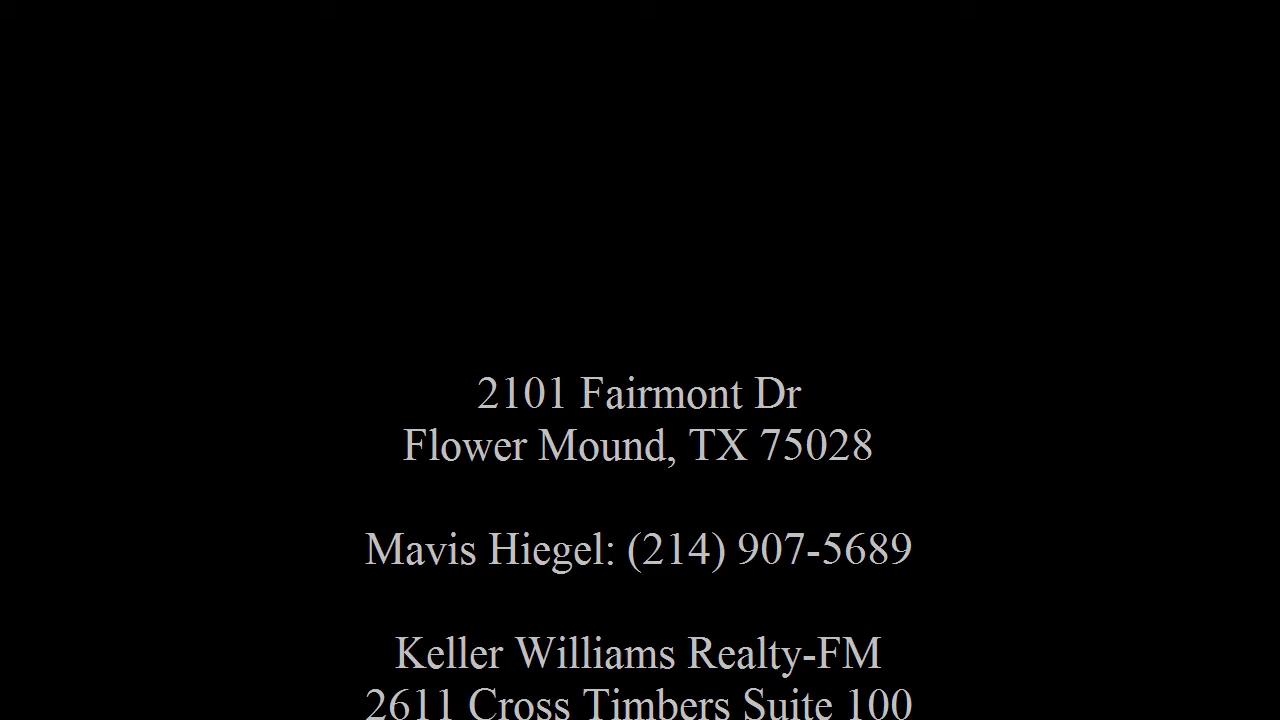 2101 Fairmont Dr
Flower Mound, TX 75028
Mavis Hiegel: (214) 907-5689
Keller Williams Realty-FM
2611 Cross Timbers Suite 100